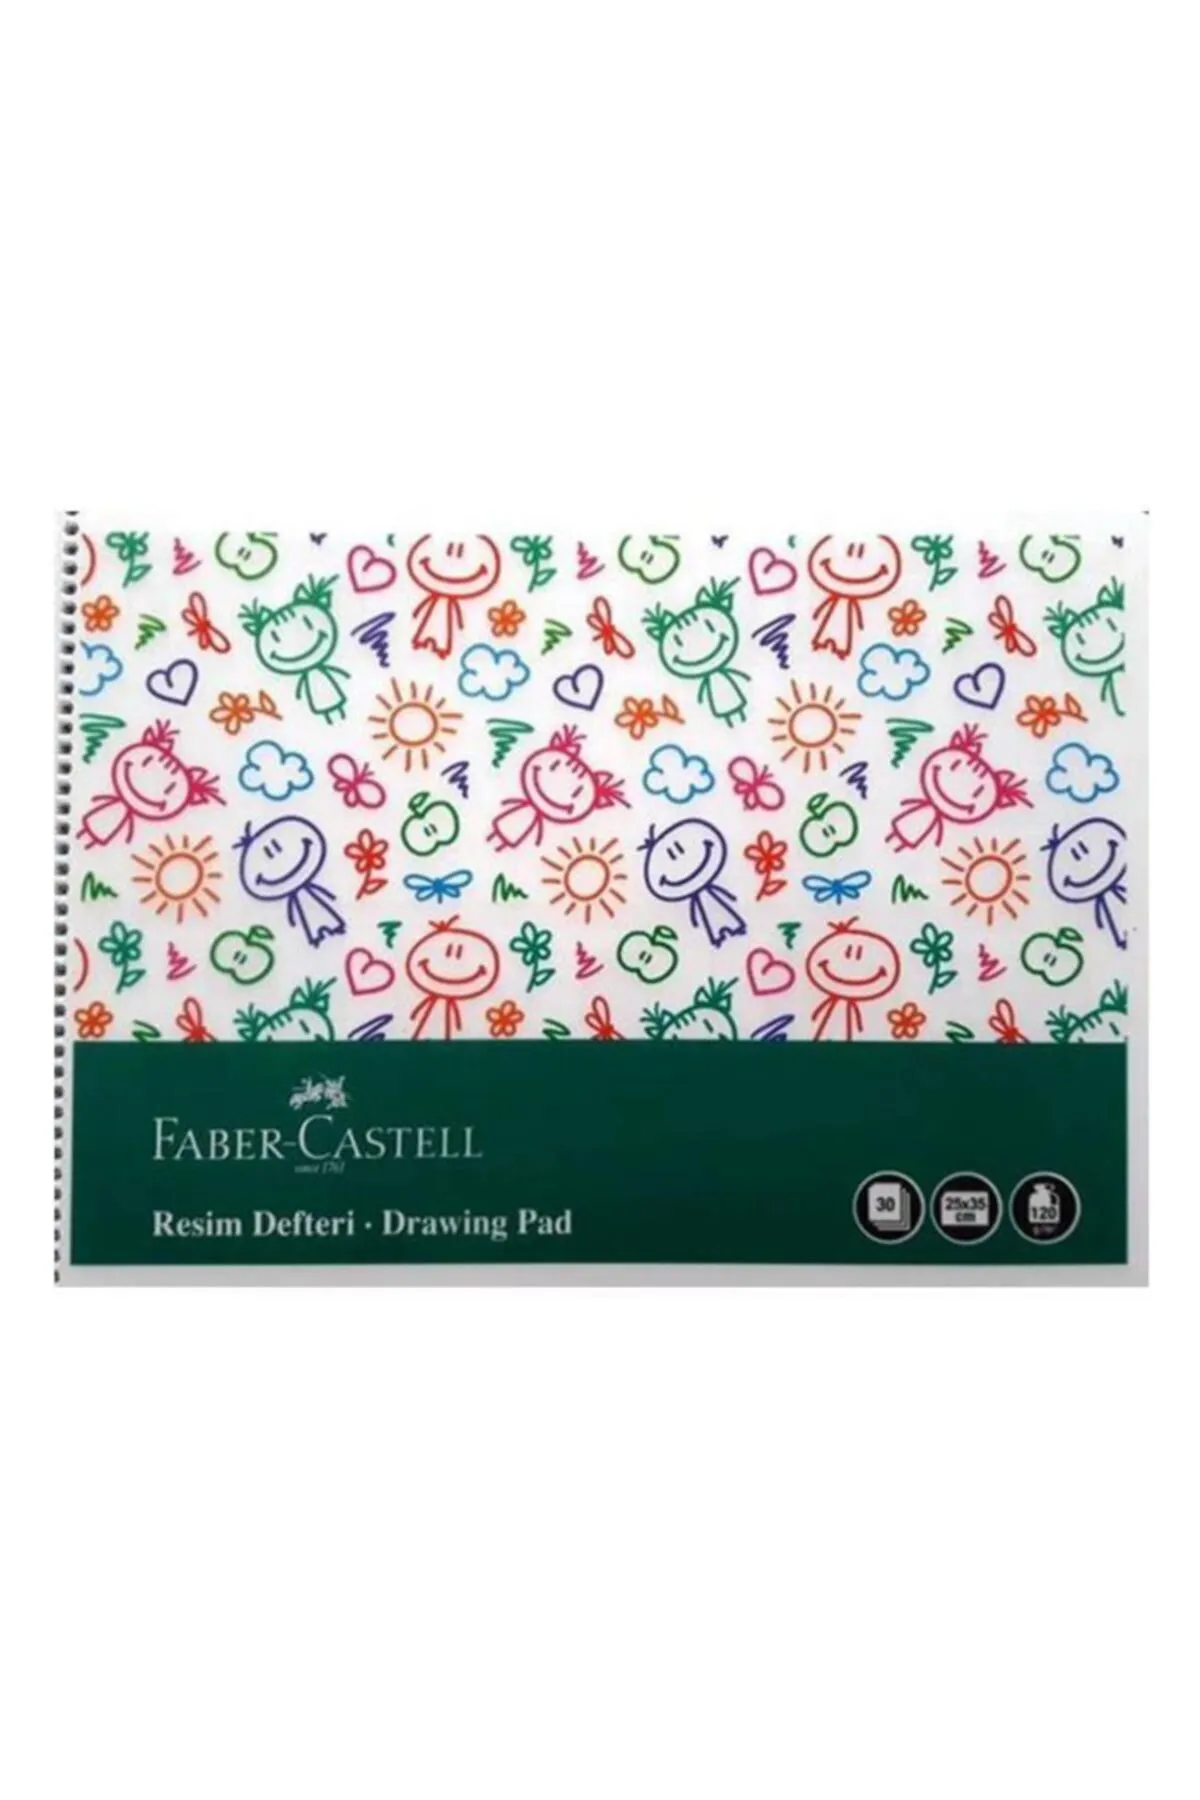 FABER-CASTELL
since 1761
Resim Defteri · Drawing Pad
30
25x35
cm
120